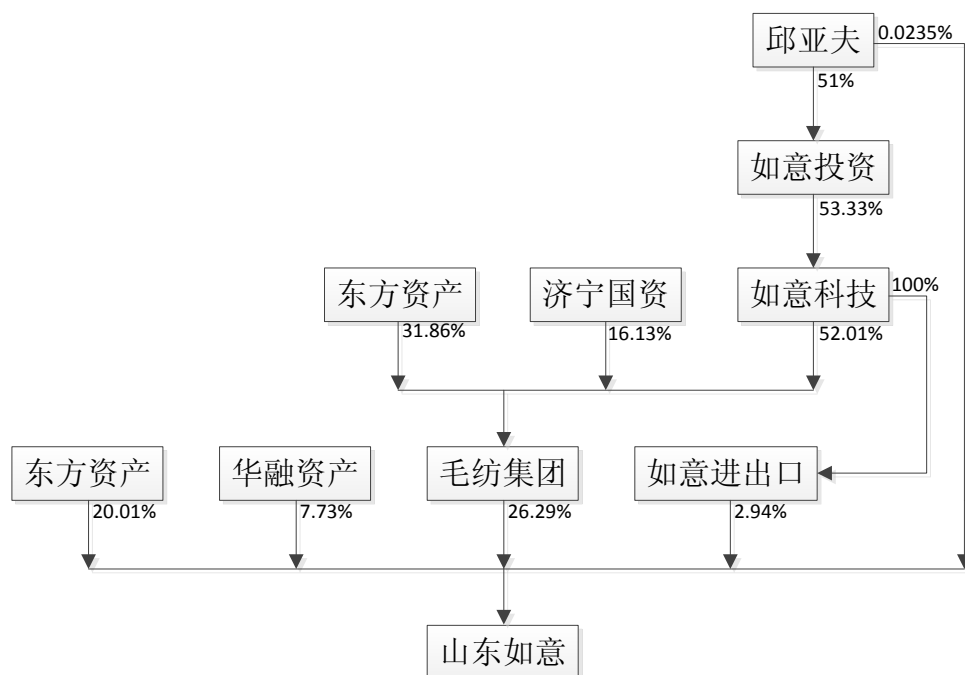 邱亚夫
0.0235%
51%
如意投资
53.33%
东方资产
济宁国资
如意科技
100%
31.86%
16.13%
52.01%
东方资产
华融资产
毛纺集团
如意进出口
20.01%
7.73%
26.29%
2.94%
山东如意